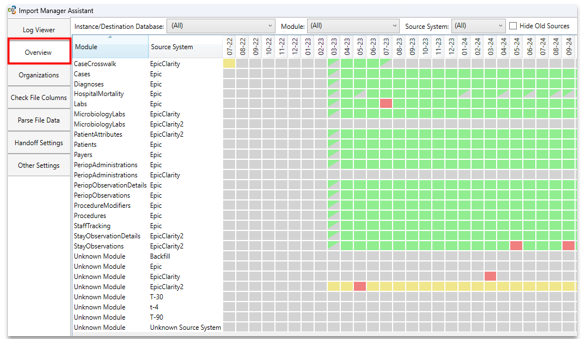 Import Manager Assistant
Log Viewer
Overview
Organizations
Check File Columns
Parse File Data
Handoff Settings
Other Settings
Instance/Destination Database: (All) Module: (All) Source System: (All) Hide Old Sources
Module Source System 07-22 08-22 09-22 10-22 11-22 12-22 01-23 02-23 03-23 04-23 05-23 06-23 07-23 08-23 09-23 10-23 11-23 12-23 01-24 02-24 03-24 04-24 05-24 06-24 07-24 08-24 09-24
CaseCrosswalk EpicClarity
Cases Epic
Diagnoses Epic
HospitalMortality Epic
Labs Epic
MicrobiologyLabs EpicClarity
MicrobiologyLabs EpicClarity2
PatientAttributes EpicClarity2
Patients Epic
Payers Epic
PeriopAdministrations Epic
PeriopAdministrations EpicClarity
PeriopObservationDetails Epic
PeriopObservations Epic
ProcedureModifiers Epic
Procedures Epic
StaffTracking Epic
StayObservationDetails EpicClarity2
StayObservations EpicClarity2
Unknown Module Backfill
Unknown Module Epic
Unknown Module EpicClarity
Unknown Module EpicClarity2
Unknown Module T-30
Unknown Module t-4
Unknown Module T-90
Unknown Module Unknown Source System